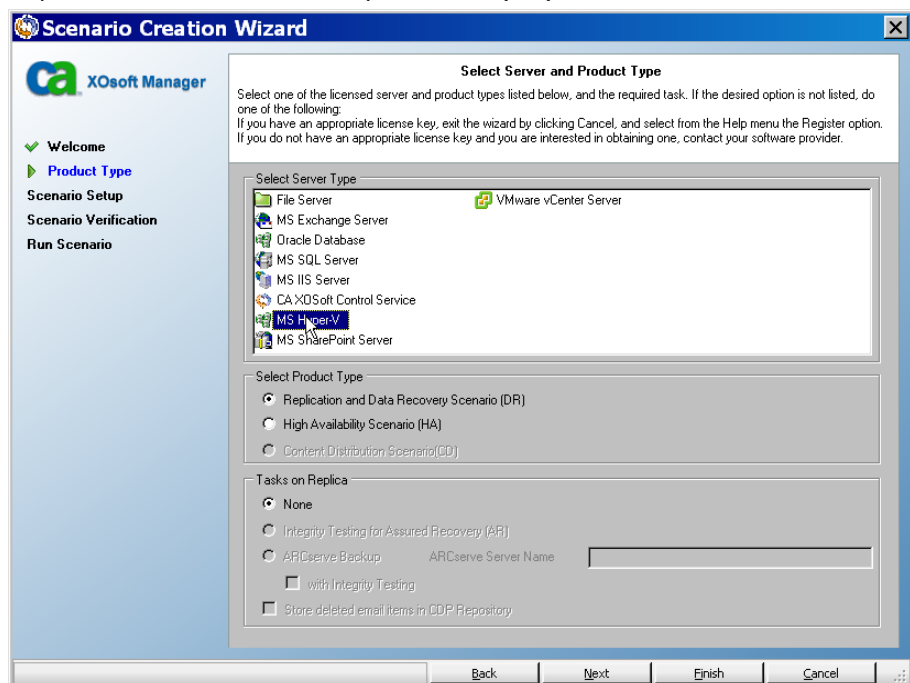 Scenario Creation Wizard
ca XOsoft Manager
Welcome
Product Type
Scenario Setup
Scenario Verification
Run Scenario
Select Server and Product Type
Select one of the licensed server and product types listed below, and the required task. If the desired option is not listed, do
one of the following:
If you have an appropriate license key, exit the wizard by clicking Cancel, and select from the Help menu the Register option.
If you do not have an appropriate license key and you are interested in obtaining one, contact your software provider.
Select Server Type
File Server
MS Exchange Server
Oracle Database
MS SQL Server
MS IIS Server
CA XOSoft Control Service
MS Hyper-V
MS SharePoint Server
VMware vCenter Server
Select Product Type
Replication and Data Recovery Scenario (DR)
High Availability Scenario (HA)
Content Distribution Scenario(CD)
Tasks on Replica
None
Integrity Testing for Assured Recovery (AR)
ARCserve Backup ARCserve Server Name
with Integrity Testing
Store deleted email items in CDP Repository
Back Next Finish Cancel